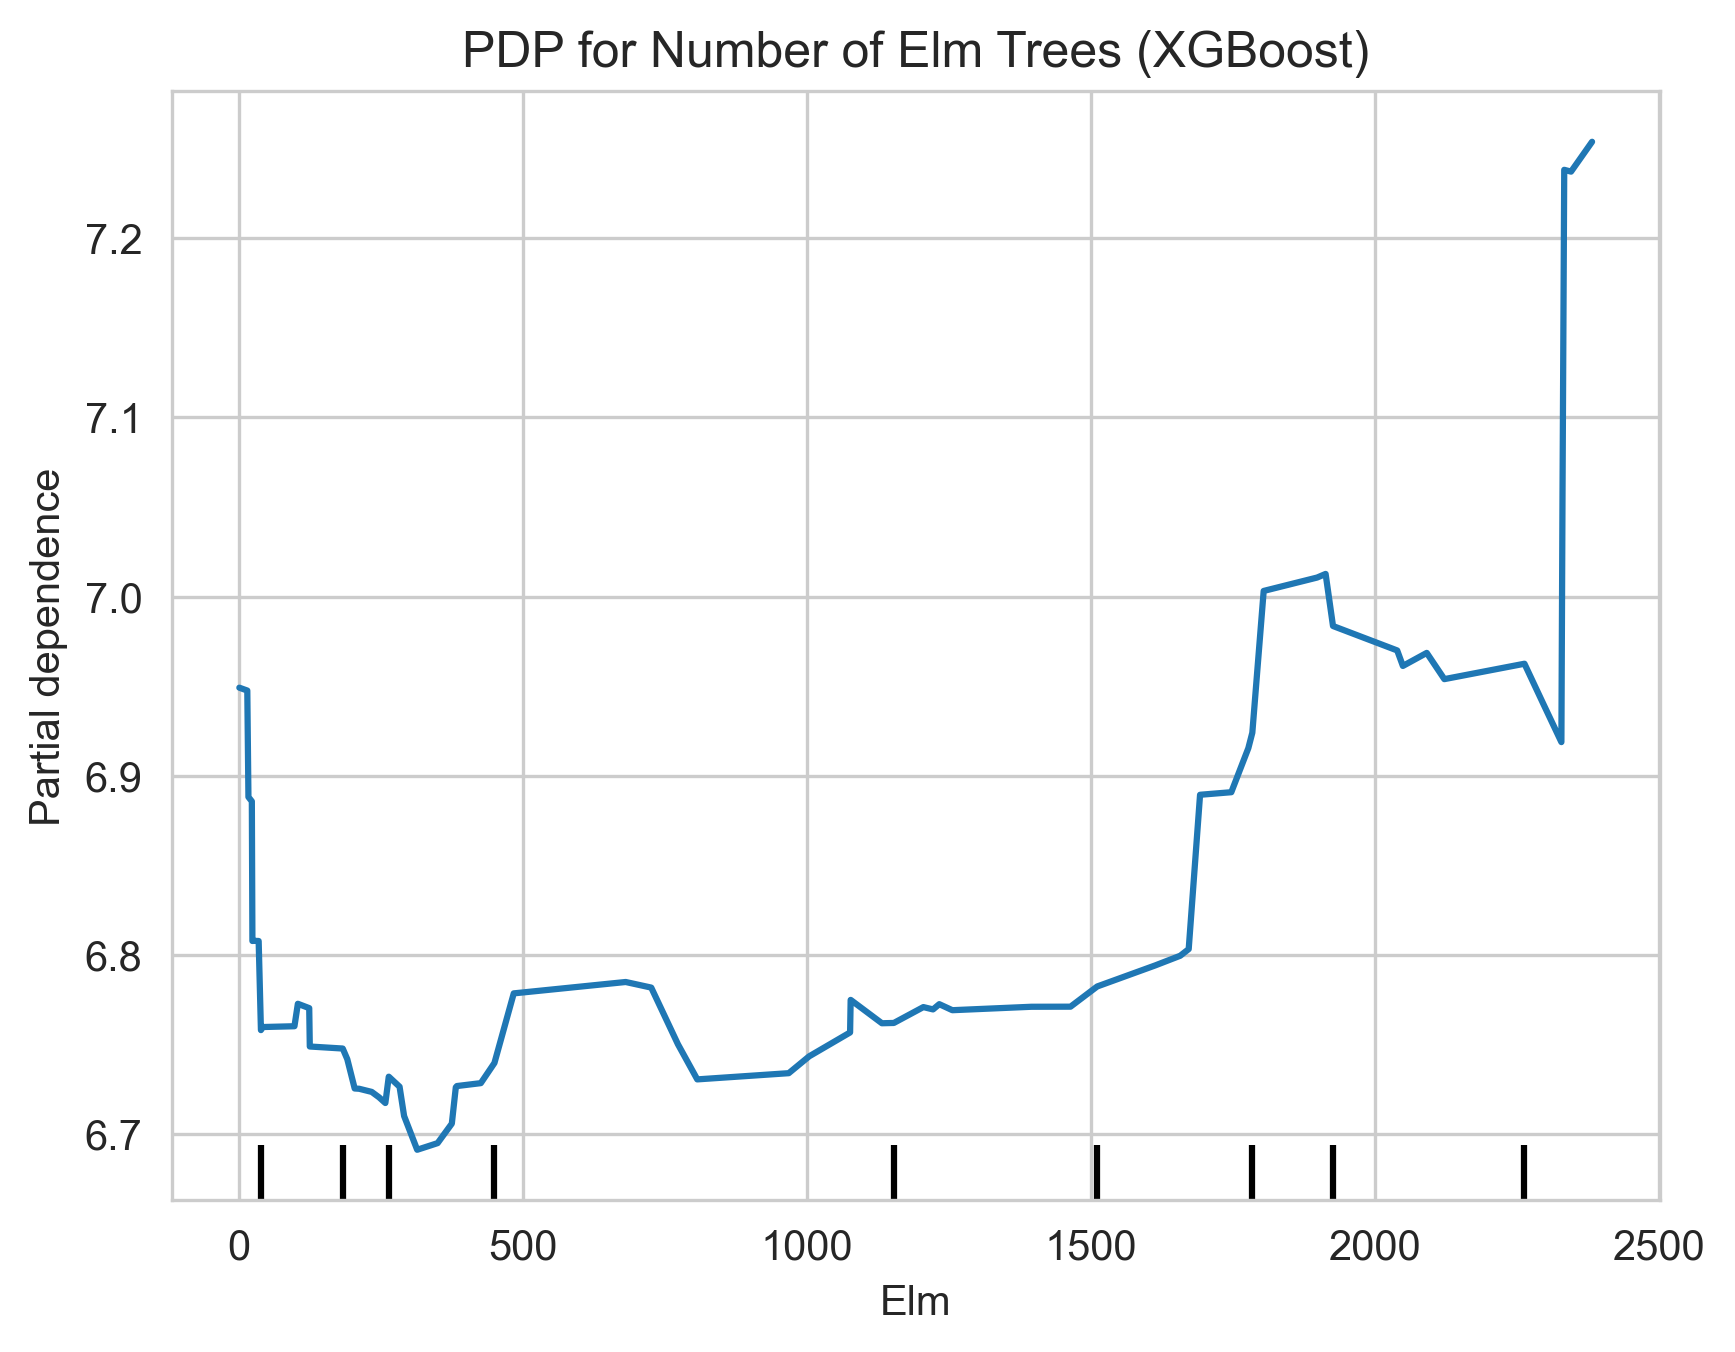 PDP for Number of Elm Trees (XGBoost)
Partial dependence
7.2
7.1
7.0
6.9
6.8
6.7
0 500 1000 1500 2000 2500
Elm